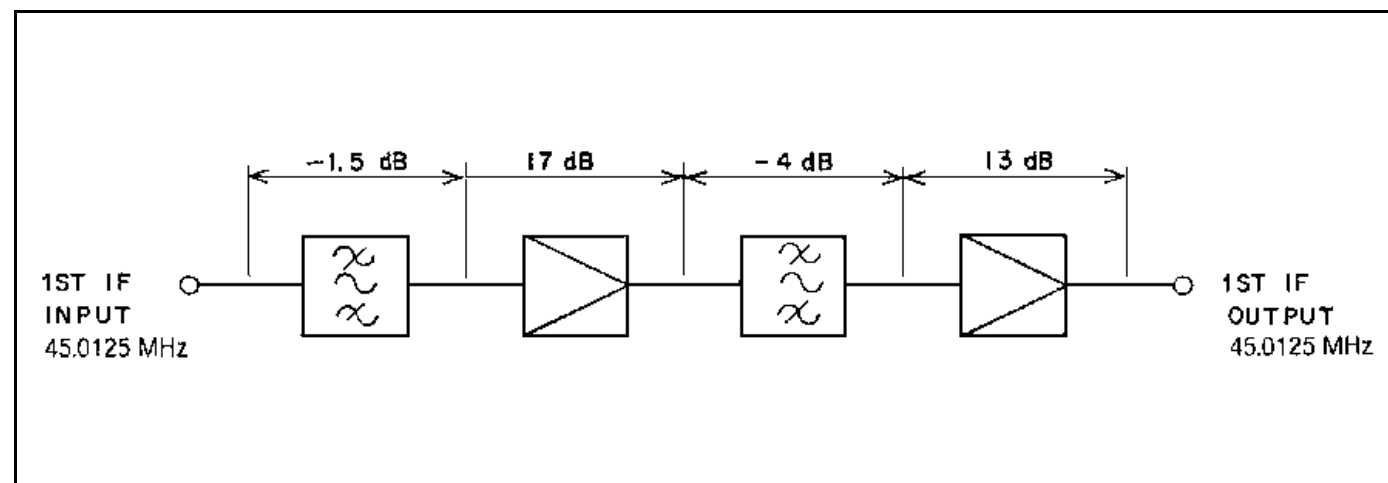 -1.5 dB
17 dB
-4 dB
13 dB
1ST IF
INPUT
45.0125 MHz
1ST IF
OUTPUT
45.0125 MHz